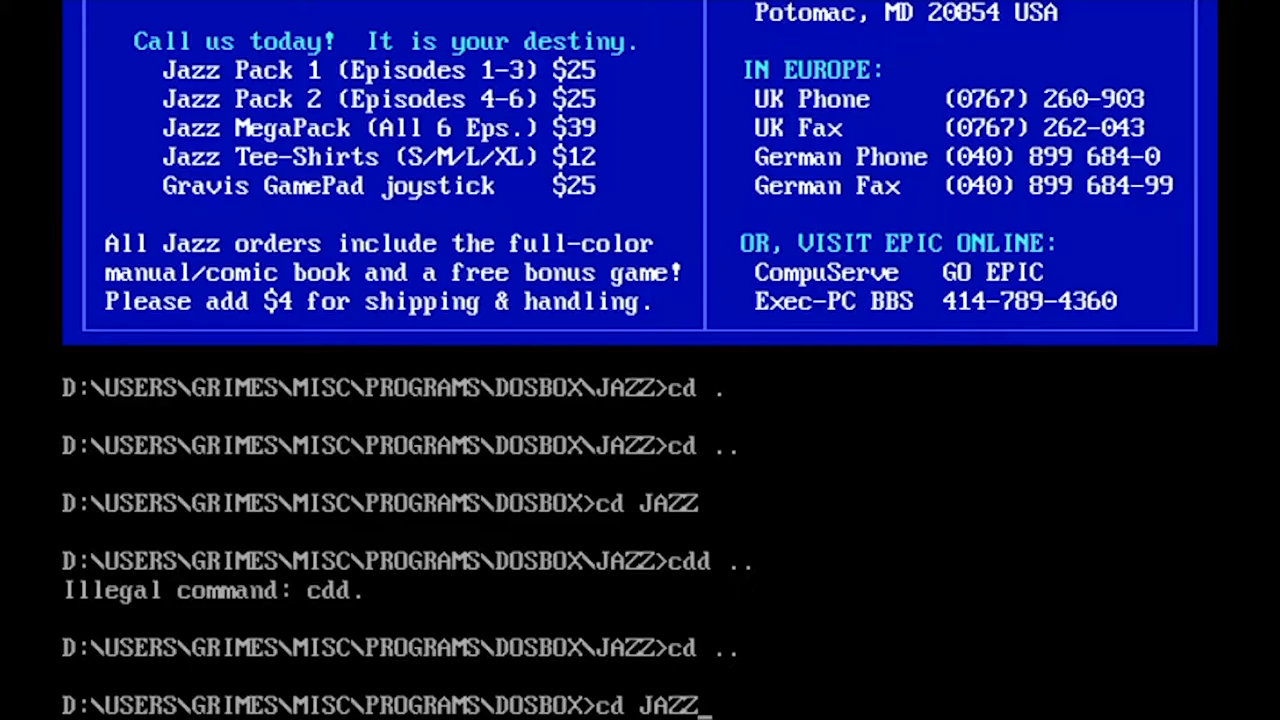 Potomac, MD 20854 USA
Call us today!  It is your destiny.
Jazz Pack 1 (Episodes 1-3) $25
Jazz Pack 2 (Episodes 4-6) $25
Jazz MegaPack (All 6 Eps.) $39
Jazz Tee-Shirts (S/M/L/XL) $12
Gravis GamePad joystick    $25
All Jazz orders include the full-color
manual/comic book and a free bonus game!
Please add $4 for shipping & handling.
IN EUROPE:
UK Phone     (0767) 260-903
UK Fax       (0767) 262-043
German Phone (040) 899 684-0
German Fax   (040) 899 684-99
OR, VISIT EPIC ONLINE:
CompuServe   GO EPIC
Exec-PC BBS  414-789-4360
D:\USERS\GRIMES\MISC\PROGRAMS\DOSBOX\JAZZ>cd .
D:\USERS\GRIMES\MISC\PROGRAMS\DOSBOX\JAZZ>cd ..
D:\USERS\GRIMES\MISC\PROGRAMS\DOSBOX>cd JAZZ
D:\USERS\GRIMES\MISC\PROGRAMS\DOSBOX\JAZZ>cdd ..
Illegal command: cdd.
D:\USERS\GRIMES\MISC\PROGRAMS\DOSBOX\JAZZ>cd ..
D:\USERS\GRIMES\MISC\PROGRAMS\DOSBOX>cd JAZZ_